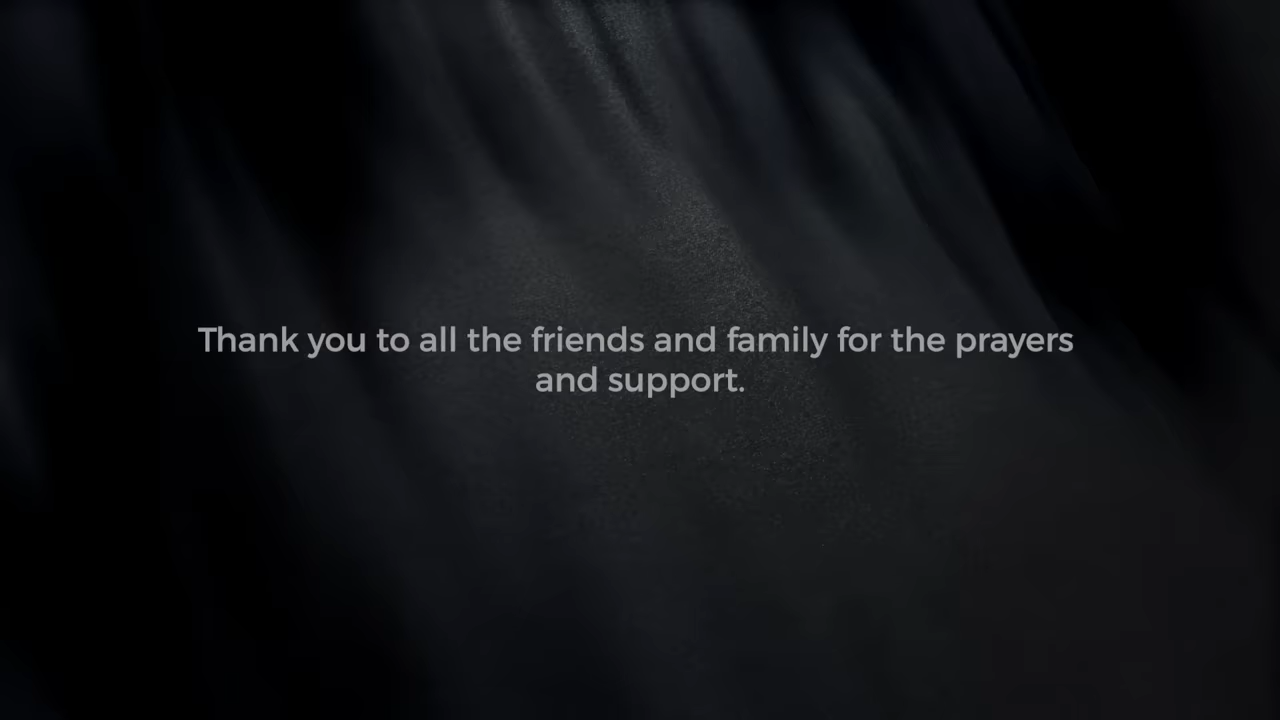 Thank you to all the friends and family for the prayers
and support.